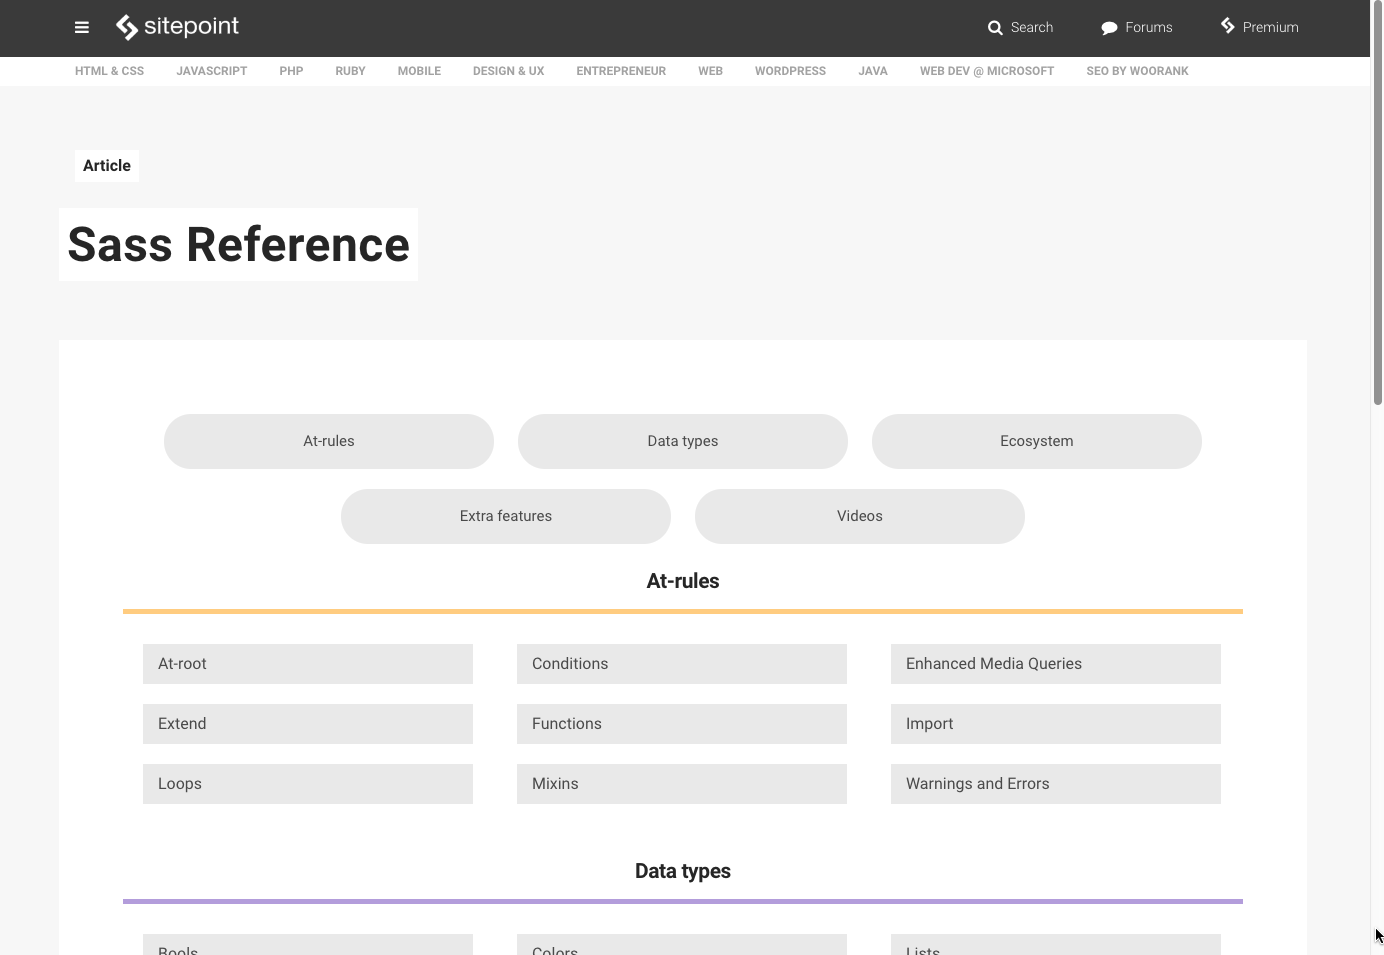 sitepoint Search Forums Premium
HTML & CSS JAVASCRIPT PHP RUBY MOBILE DESIGN & UX ENTREPRENEUR WEB WORDPRESS JAVA WEB DEV @ MICROSOFT SEO BY WOORANK
Article
Sass Reference
At-rules Data types Ecosystem
Extra features Videos
At-rules
At-root Conditions Enhanced Media Queries
Extend Functions Import
Loops Mixins Warnings and Errors
Data types
Bools Colors Lists